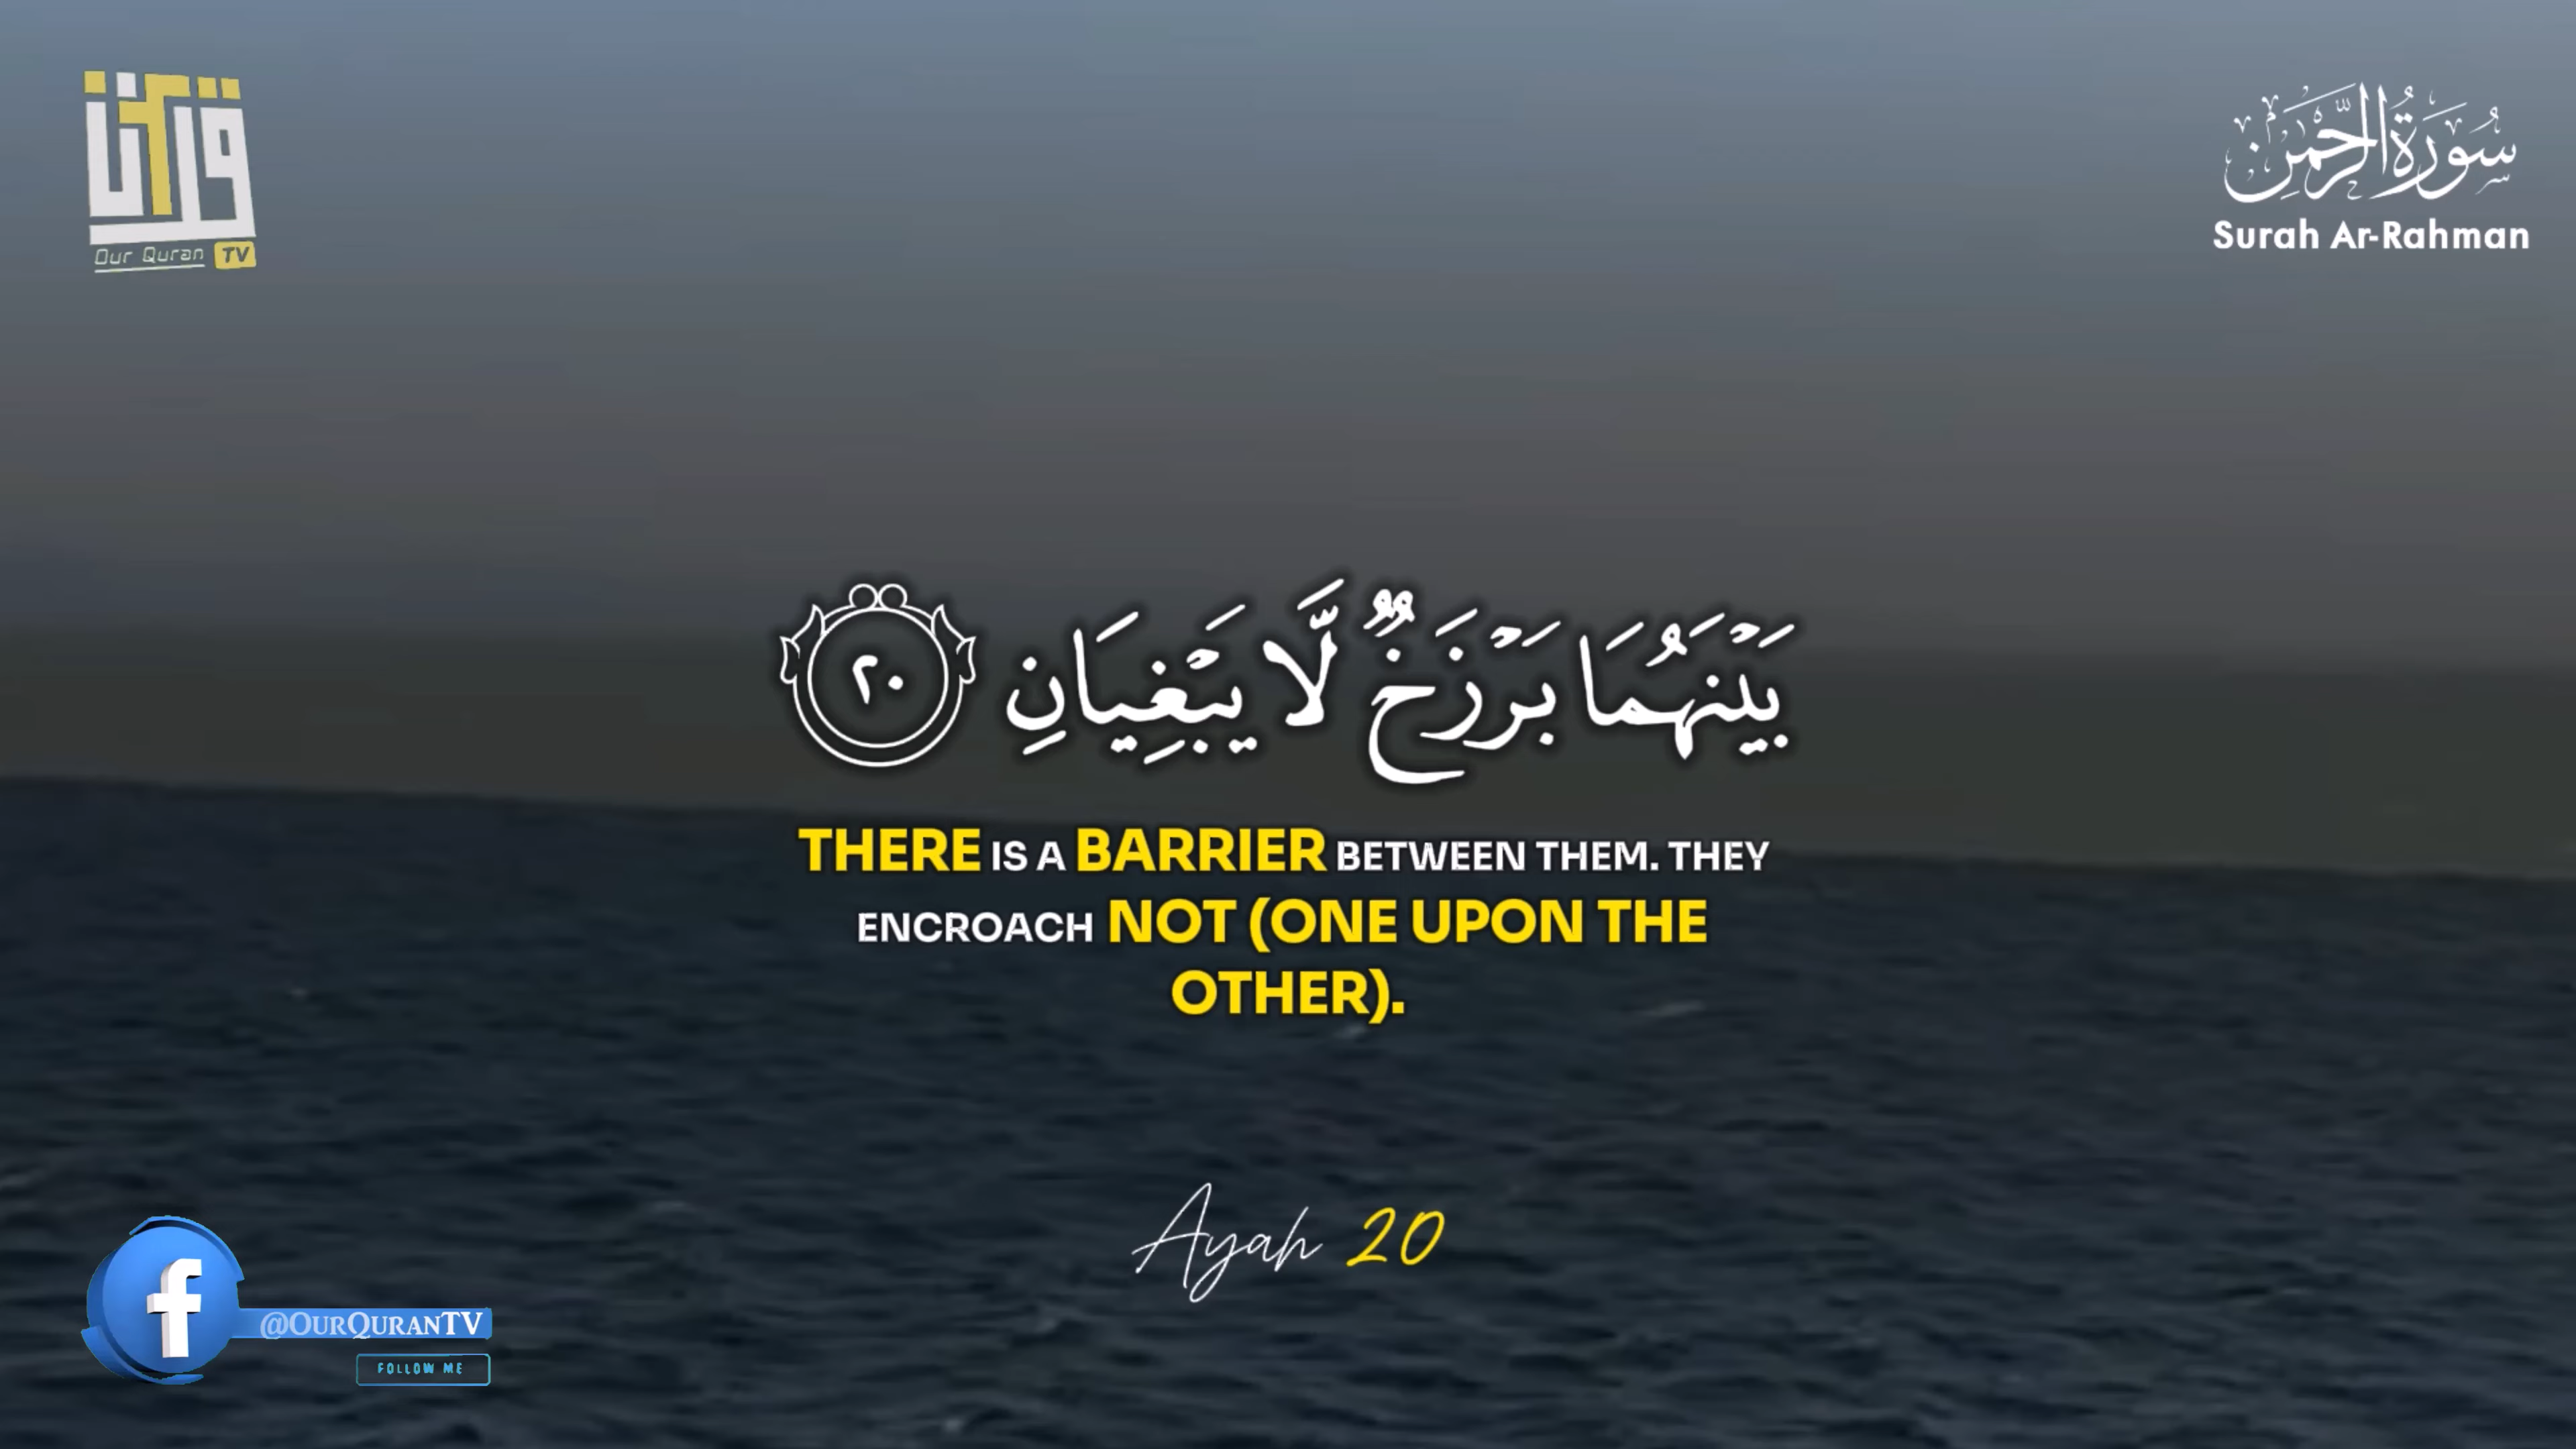 قرآننا
Our Quran TV
سُورَةُ الرَّحْمَٰن
Surah Ar-Rahman
بَيْنَهُمَا بَرْزَخٌ لَّا يَبْغِيَانِ ٢٠
THERE IS A BARRIER BETWEEN THEM. THEY
ENCROACH NOT (ONE UPON THE
OTHER).
Ayah 20
@OURQURANTV
FOLLOW ME